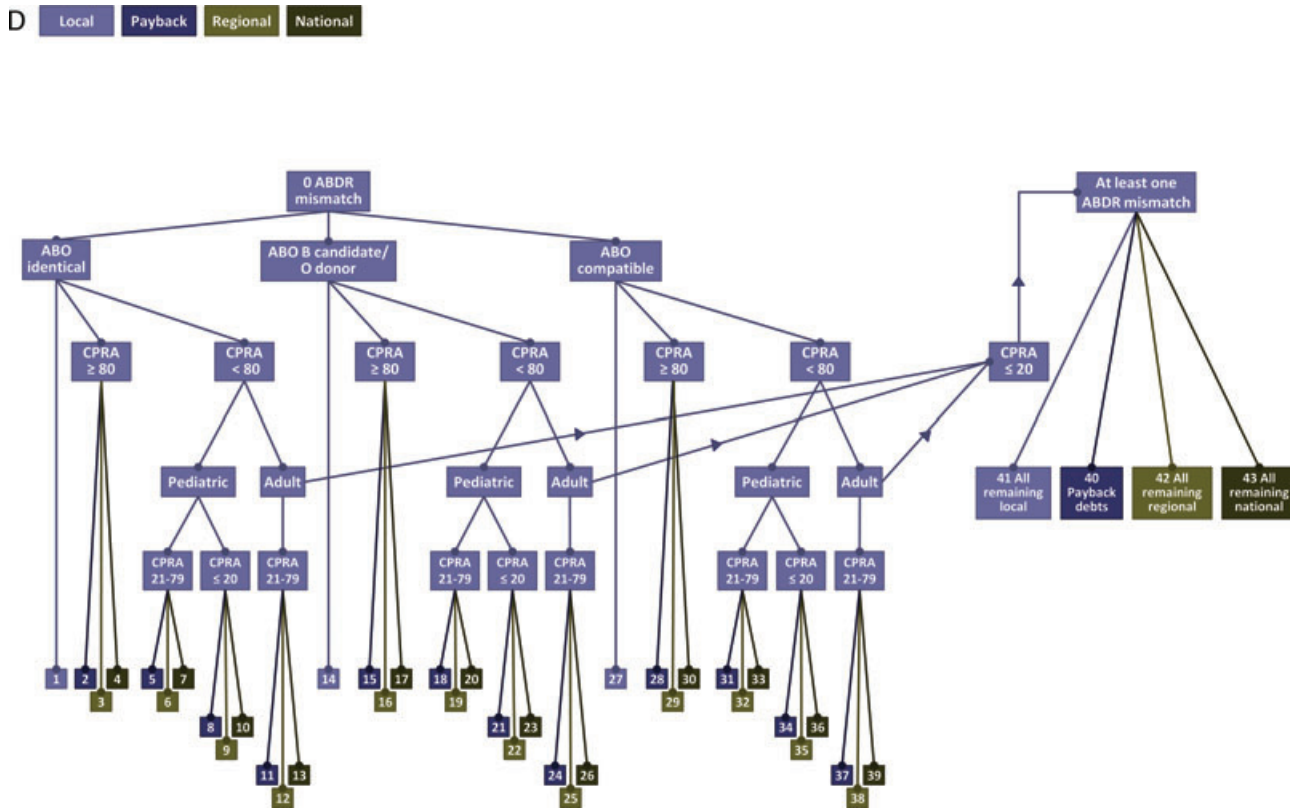 D
Local
Payback
Regional
National
0 ABDR
mismatch
At least one
ABDR mismatch
ABO
identical
ABO B candidate/
O donor
ABO
compatible
CPRA
≥ 80
CPRA
< 80
CPRA
≥ 80
CPRA
< 80
CPRA
≥ 80
CPRA
< 80
CPRA
≤ 20
Pediatric
Adult
Pediatric
Adult
Pediatric
Adult
41 All
remaining
local
40
Payback
debts
42 All
remaining
regional
43 All
remaining
national
CPRA
21-79
CPRA
≤ 20
CPRA
21-79
CPRA
21-79
CPRA
≤ 20
CPRA
21-79
CPRA
21-79
CPRA
≤ 20
CPRA
21-79
1
2
3
4
5
6
7
8
9
10
11
12
13
14
15
16
17
18
19
20
21
22
23
24
25
26
27
28
29
30
31
32
33
34
35
36
37
38
39